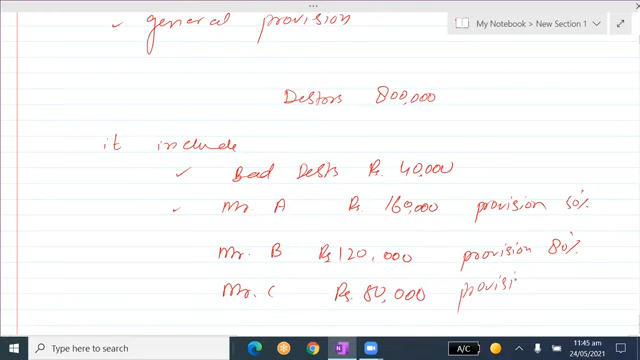 ✓ general provision
My Notebook > New Section 1
Debtors 800,000
it include
✓ Bad Debts Rs. 40,000
✓ Mr. A Rs. 160,000 provision 50%
Mr. B Rs 120,000 provision 80%
Mr. C Rs. 80,000 provisi
Type here to search
A/C
11:45 am
24/05/2021